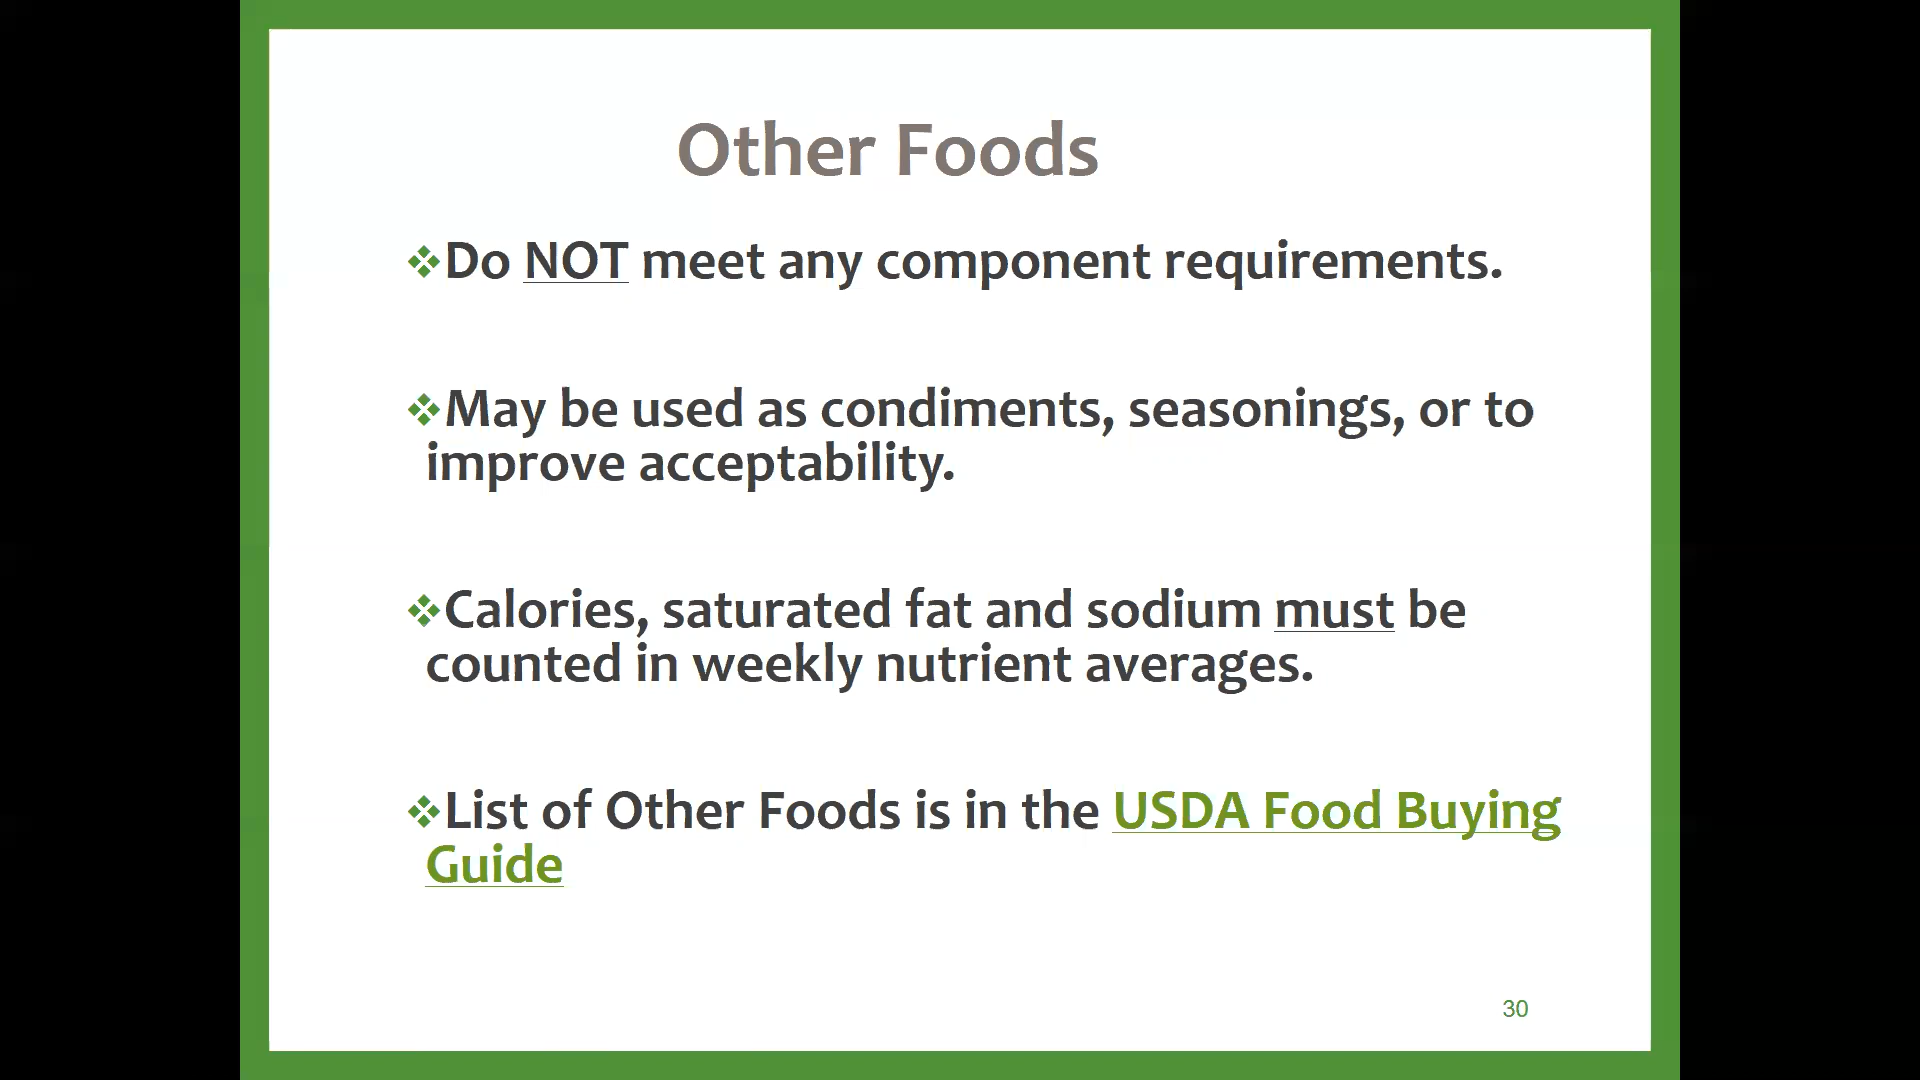 Other Foods
❖Do NOT meet any component requirements.
❖May be used as condiments, seasonings, or to
improve acceptability.
❖Calories, saturated fat and sodium must be
counted in weekly nutrient averages.
❖List of Other Foods is in the USDA Food Buying
Guide
30